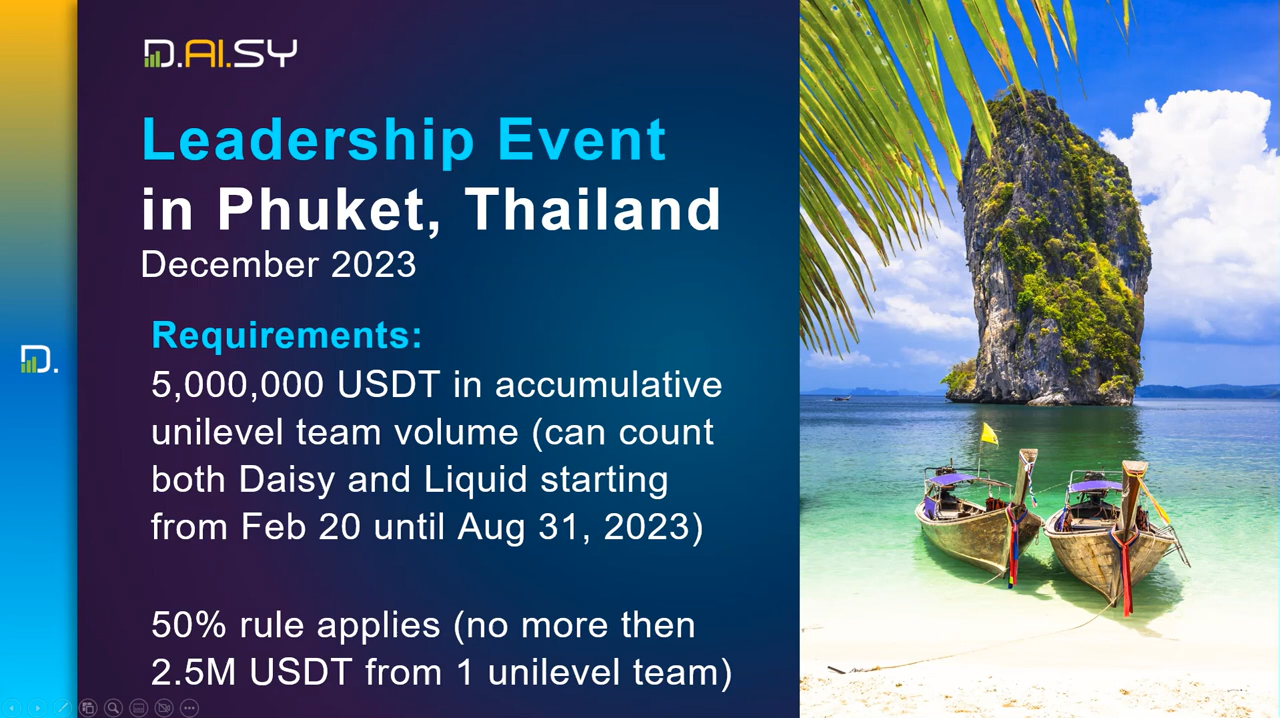 D.AI.SY
Leadership Event
in Phuket, Thailand
December 2023
Requirements:
5,000,000 USDT in accumulative
unilevel team volume (can count
both Daisy and Liquid starting
from Feb 20 until Aug 31, 2023)
50% rule applies (no more then
2.5M USDT from 1 unilevel team)
D.